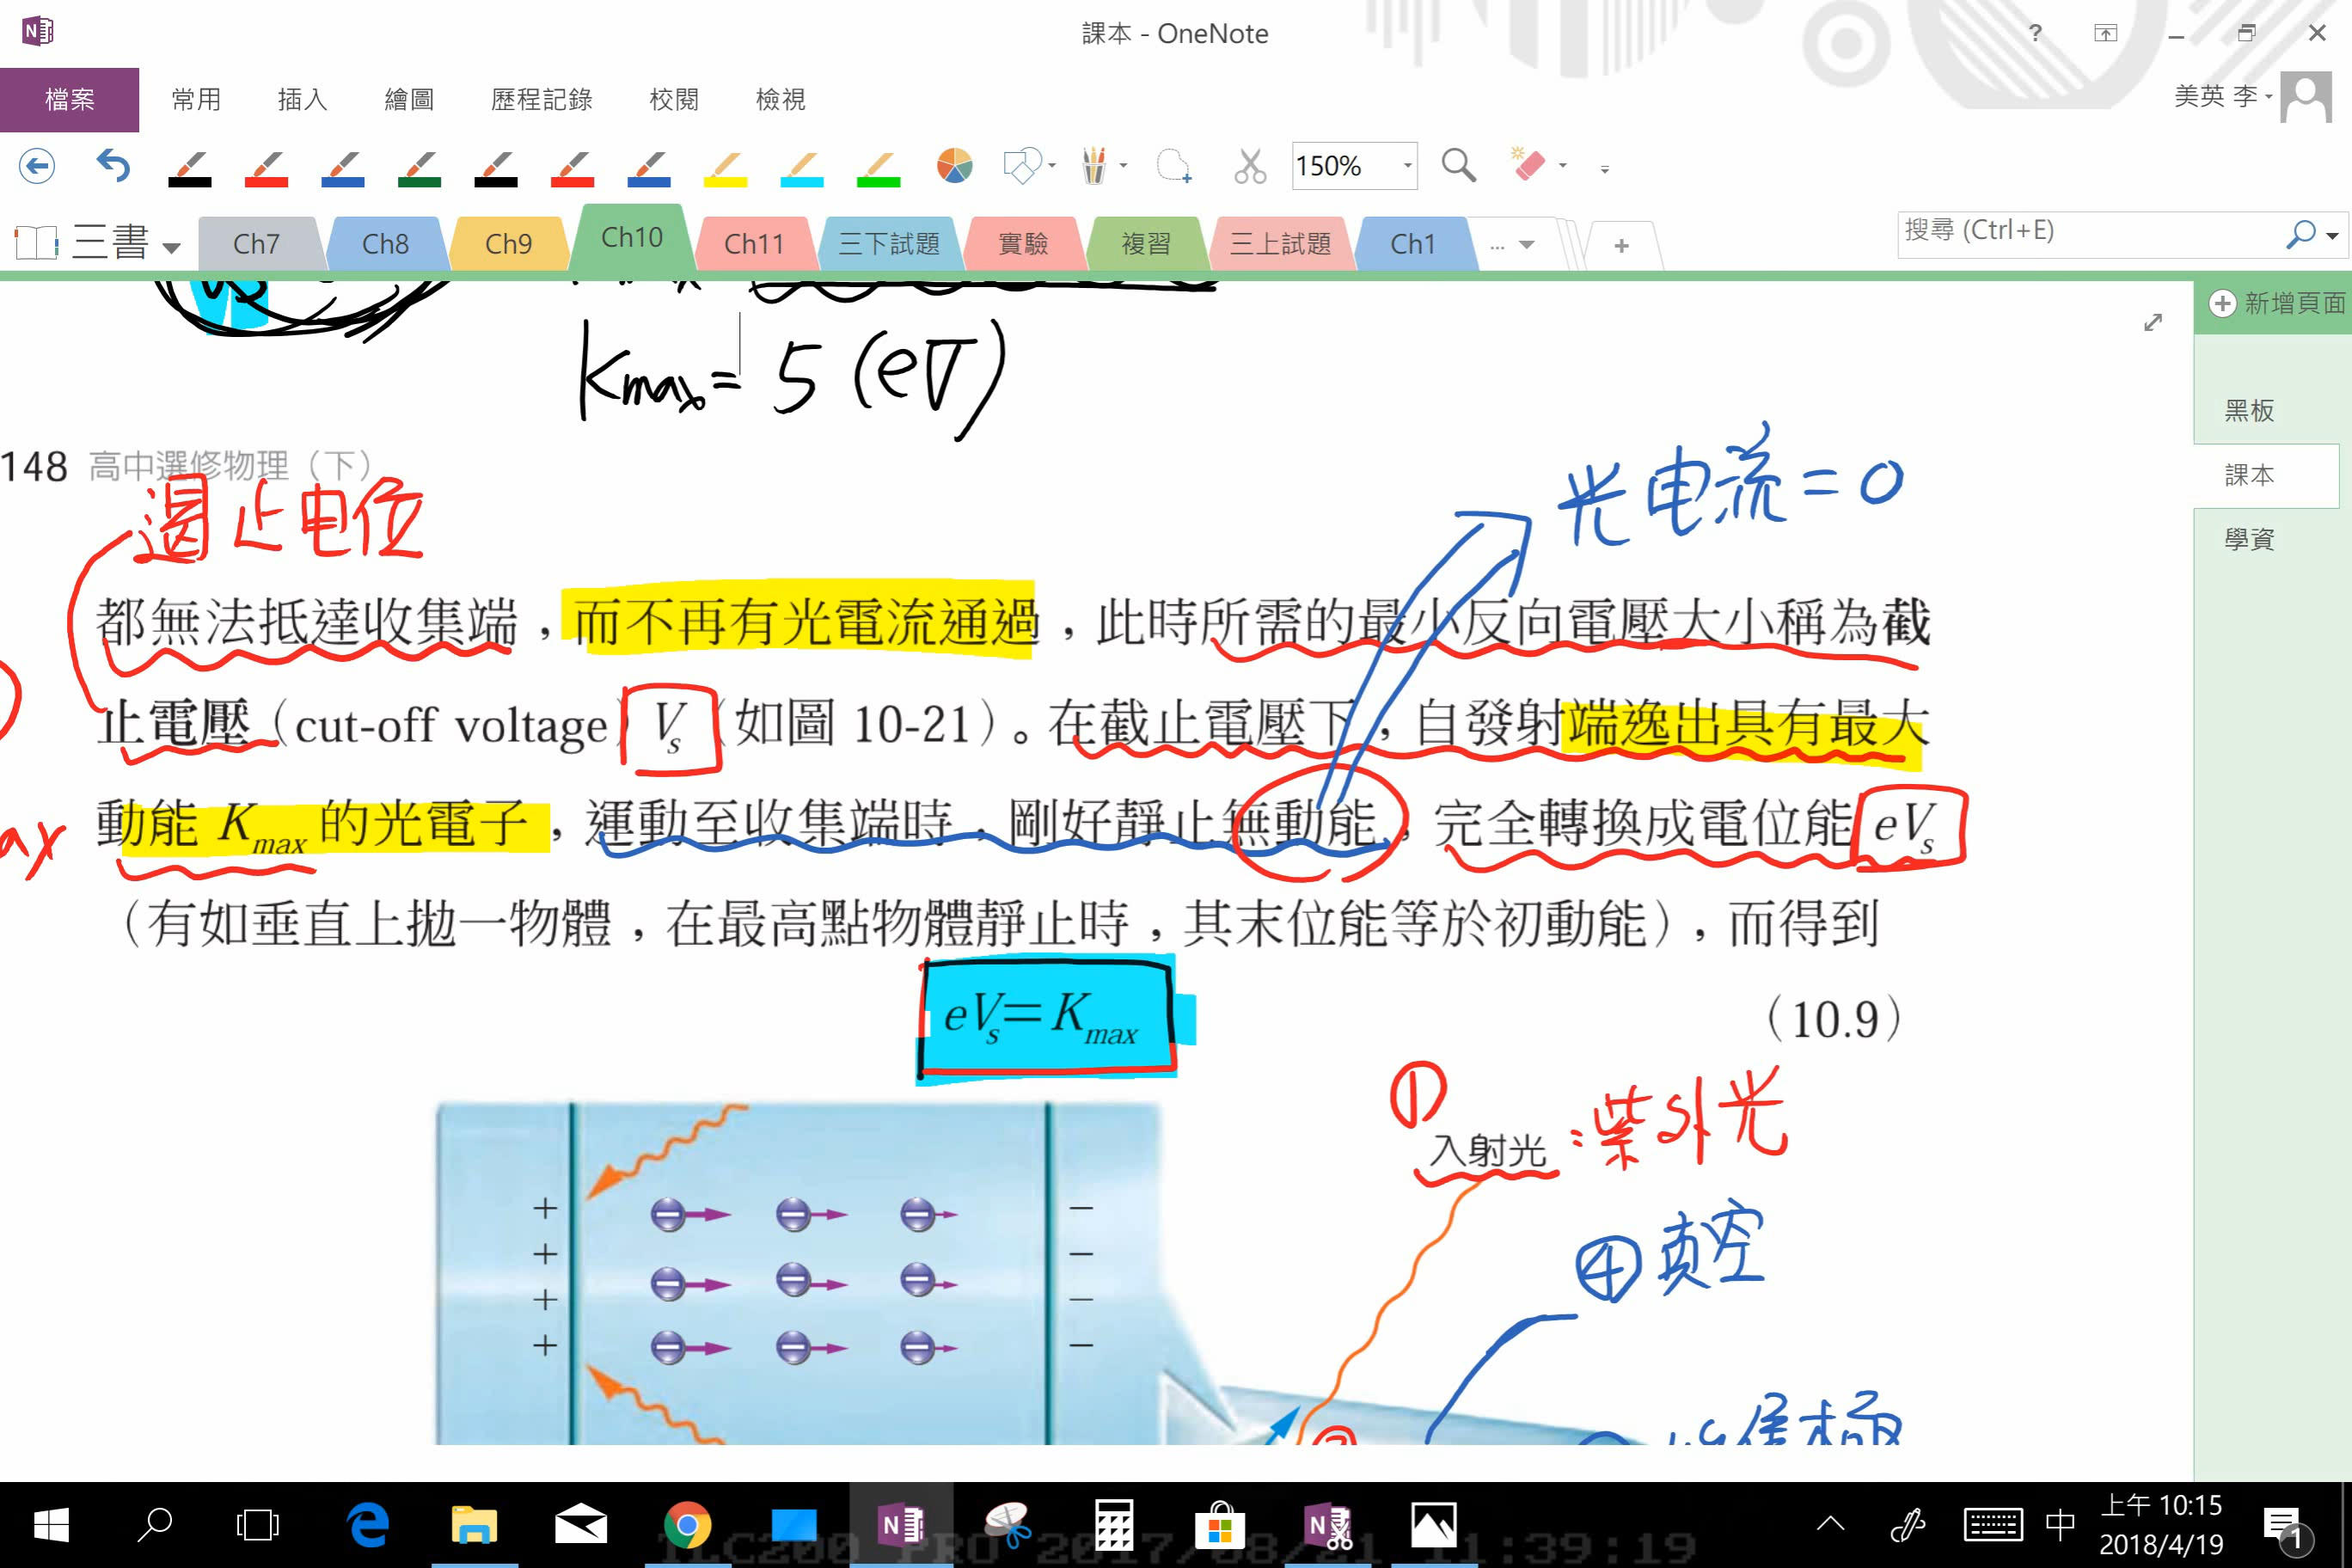 課本 - OneNote
?
美英 李
檔案 常用 插入 繪圖 歷程記錄 校閱 檢視
150%
三書 Ch7 Ch8 Ch9 Ch10 Ch11 三下試題 實驗 複習 三上試題 Ch1 ... +
搜尋 (Ctrl+E)
新增頁面
黑板
課本
學資
Kmax = 5 (eV)
148 高中選修物理（下）
遏止电位
光电流 = 0
都無法抵達收集端，而不再有光電流通過，此時所需的最小反向電壓大小稱為截
止電壓（cut-off voltage）Vs（如圖 10-21）。在截止電壓下，自發射端逸出具有最大
動能 Kmax 的光電子，運動至收集端時，剛好靜止無動能，完全轉換成電位能 eVs
（有如垂直上拋一物體，在最高點物體靜止時，其末位能等於初動能），而得到
eVs＝Kmax （10.9）
①
入射光：紫外光
④真空
+ − − − −
+ − − − −
+
+ − − − −
中
上午 10:15
2018/4/19
1
ILC200 PRO 2017/08/21 11:39:19